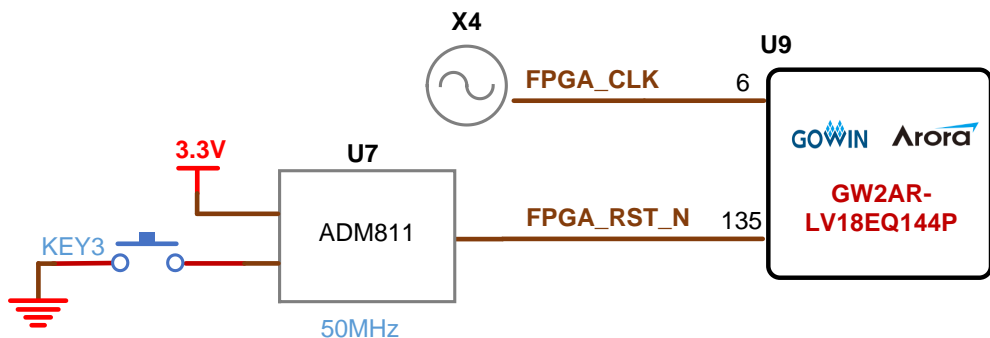 X4
U9
FPGA_CLK
6
GOWIN
Arora
3.3V
U7
GW2AR-
LV18EQ144P
FPGA_RST_N
135
ADM811
KEY3
50MHz